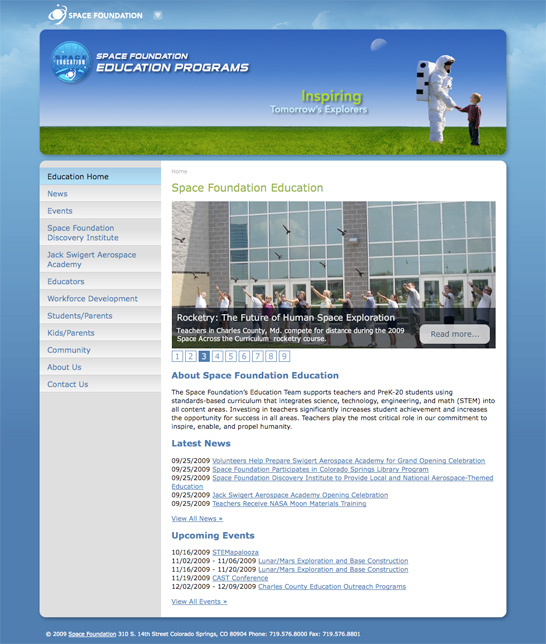 SPACE FOUNDATION
SPACE
EDUCATION
SPACE FOUNDATION
EDUCATION PROGRAMS
Inspiring
Tomorrow's Explorers
Education Home
News
Events
Space Foundation
Discovery Institute
Jack Swigert Aerospace
Academy
Educators
Workforce Development
Students/Parents
Kids/Parents
Community
About Us
Contact Us
Home
Space Foundation Education
Rocketry: The Future of Human Space Exploration
Teachers in Charles County, Md. compete for distance during the 2009
Space Across the Curriculum rocketry course.
Read more...
1 2 3 4 5 6 7 8 9
About Space Foundation Education
The Space Foundation's Education Team supports teachers and PreK-20 students using
standards-based curriculum that integrates science, technology, engineering, and math (STEM) into
all content areas. Investing in teachers significantly increases student achievement and increases
the opportunity for success in all areas. Teachers play the most critical role in our commitment to
inspire, enable, and propel humanity.
Latest News
09/25/2009 Volunteers Help Prepare Swigert Aerospace Academy for Grand Opening Celebration
09/25/2009 Space Foundation Participates in Colorado Springs Library Program
09/25/2009 Space Foundation Discovery Institute to Provide Local and National Aerospace-Themed
Education
09/25/2009 Jack Swigert Aerospace Academy Opening Celebration
09/25/2009 Teachers Receive NASA Moon Materials Training
View All News »
Upcoming Events
10/16/2009 STEMapalooza
11/02/2009 - 11/06/2009 Lunar/Mars Exploration and Base Construction
11/16/2009 - 11/20/2009 Lunar/Mars Exploration and Base Construction
11/19/2009 CAST Conference
12/02/2009 - 12/09/2009 Charles County Education Outreach Programs
View All Events »
© 2009 Space Foundation 310 S. 14th Street Colorado Springs, CO 80904 Phone: 719.576.8000 Fax: 719.576.8801